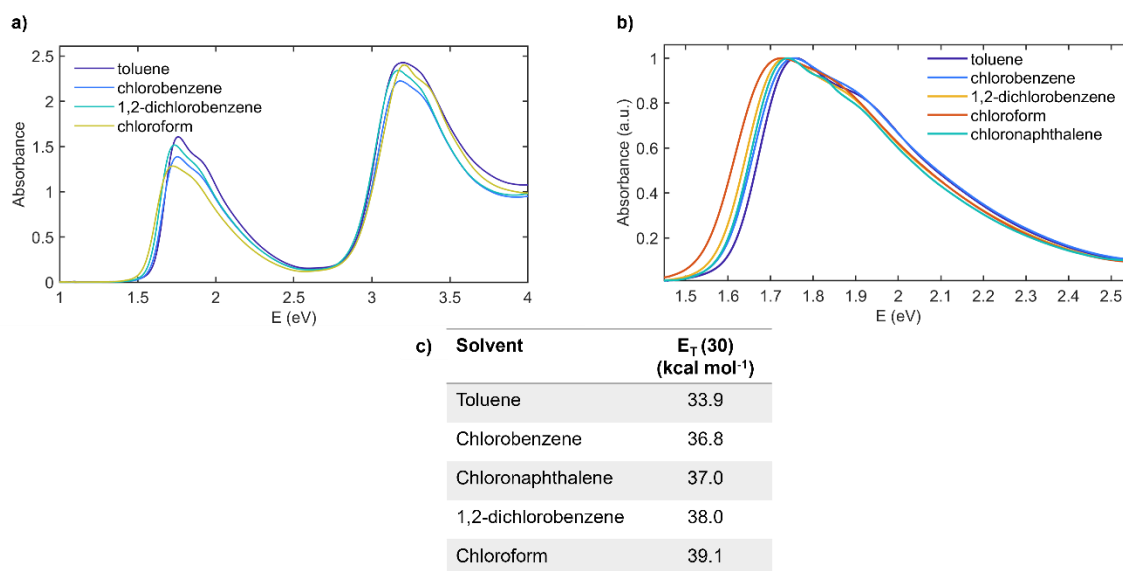 a)
2.5
2
1.5
1
0.5
0
Absorbance
toluene
chlorobenzene
1,2-dichlorobenzene
chloroform
1
1.5
2
2.5
3
3.5
4
E (eV)
b)
1
0.8
0.6
0.4
0.2
Absorbance (a.u.)
toluene
chlorobenzene
1,2-dichlorobenzene
chloroform
chloronaphthalene
1.5
1.6
1.7
1.8
1.9
2
2.1
2.2
2.3
2.4
2.5
E (eV)
c)
Solvent E_T (30)
(kcal mol⁻¹)
Toluene 33.9
Chlorobenzene 36.8
Chloronaphthalene 37.0
1,2-dichlorobenzene 38.0
Chloroform 39.1